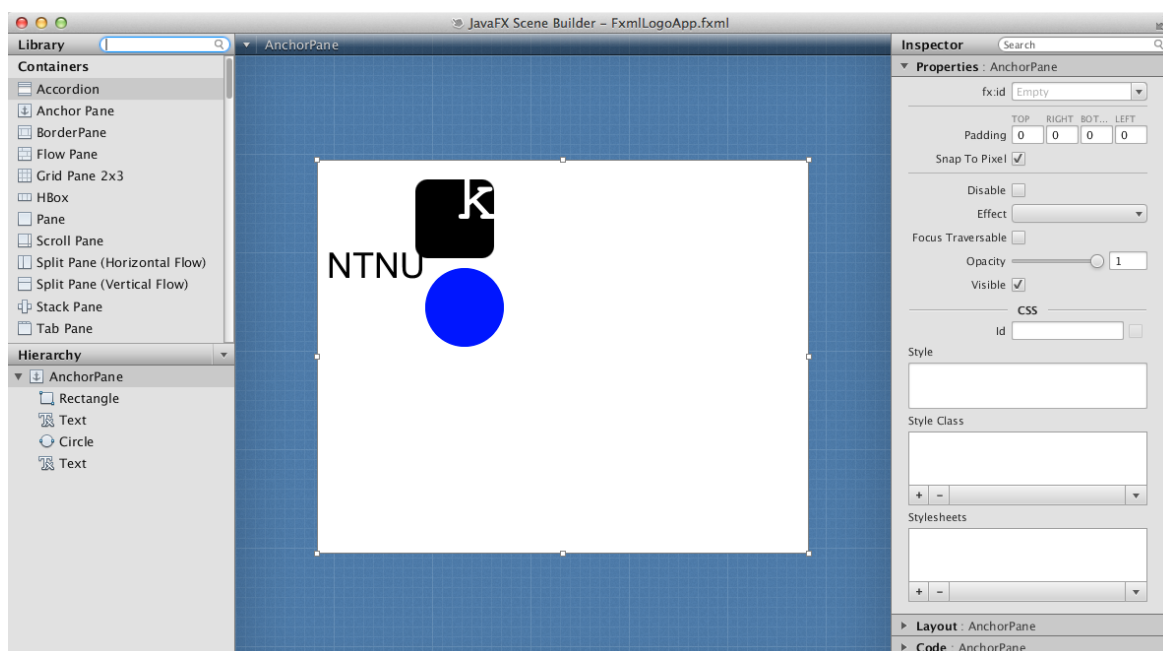 JavaFX Scene Builder – FxmlLogoApp.fxml
Library
AnchorPane
Containers
Accordion
Anchor Pane
BorderPane
Flow Pane
Grid Pane 2x3
HBox
Pane
Scroll Pane
Split Pane (Horizontal Flow)
Split Pane (Vertical Flow)
Stack Pane
Tab Pane
Hierarchy
AnchorPane
Rectangle
Text
Circle
Text
k
NTNU
Inspector
Search
Properties : AnchorPane
fx:id Empty
TOP RIGHT BOT... LEFT
Padding 0 0 0 0
Snap To Pixel
Disable
Effect
Focus Traversable
Opacity 1
Visible
CSS
Id
Style
Style Class
+ −
Stylesheets
+ −
Layout : AnchorPane
Code : AnchorPane